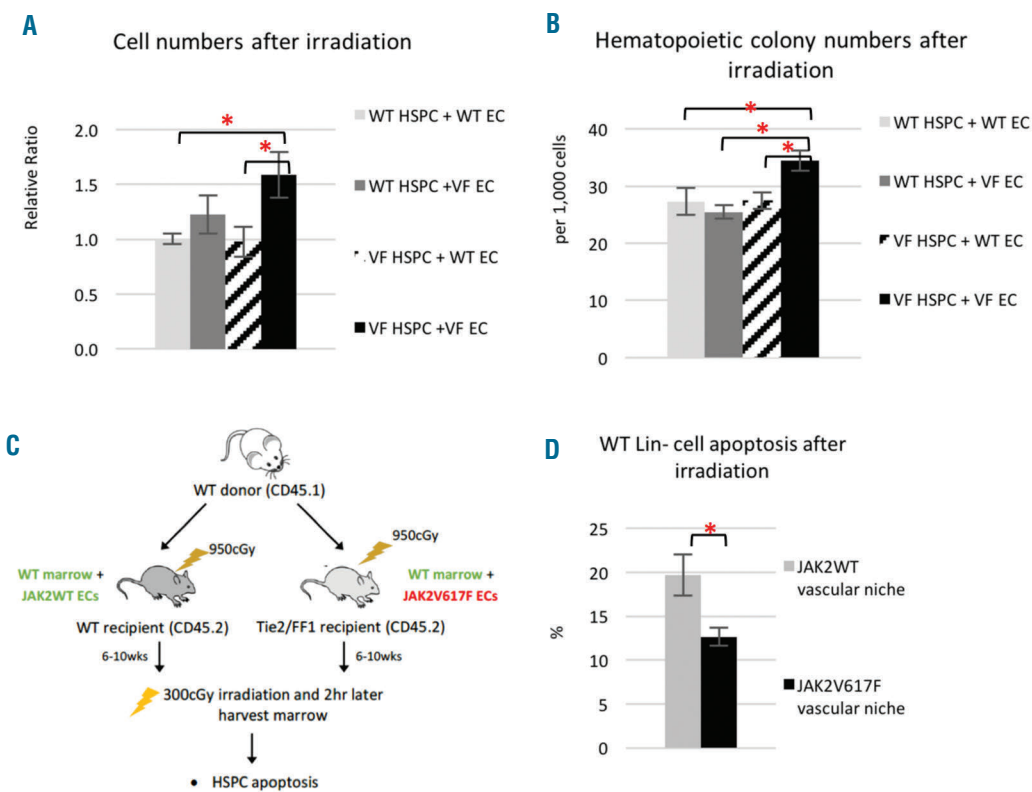 A
Cell numbers after irradiation
Relative Ratio
2.0
1.5
1.0
0.5
0.0
*
*
WT HSPC + WT EC
WT HSPC +VF EC
VF HSPC + WT EC
VF HSPC +VF EC
B
Hematopoietic colony numbers after
irradiation
per 1,000 cells
40
30
20
10
0
*
*
*
WT HSPC + WT EC
WT HSPC + VF EC
VF HSPC + WT EC
VF HSPC + VF EC
C
WT donor (CD45.1)
950cGy
950cGy
WT marrow +
JAK2WT ECs
WT marrow +
JAK2V617F ECs
WT recipient (CD45.2)
Tie2/FF1 recipient (CD45.2)
6-10wks
6-10wks
300cGy irradiation and 2hr later
harvest marrow
• HSPC apoptosis
D
WT Lin- cell apoptosis after
irradiation
%
25
20
15
10
5
0
*
JAK2WT
vascular niche
JAK2V617F
vascular niche